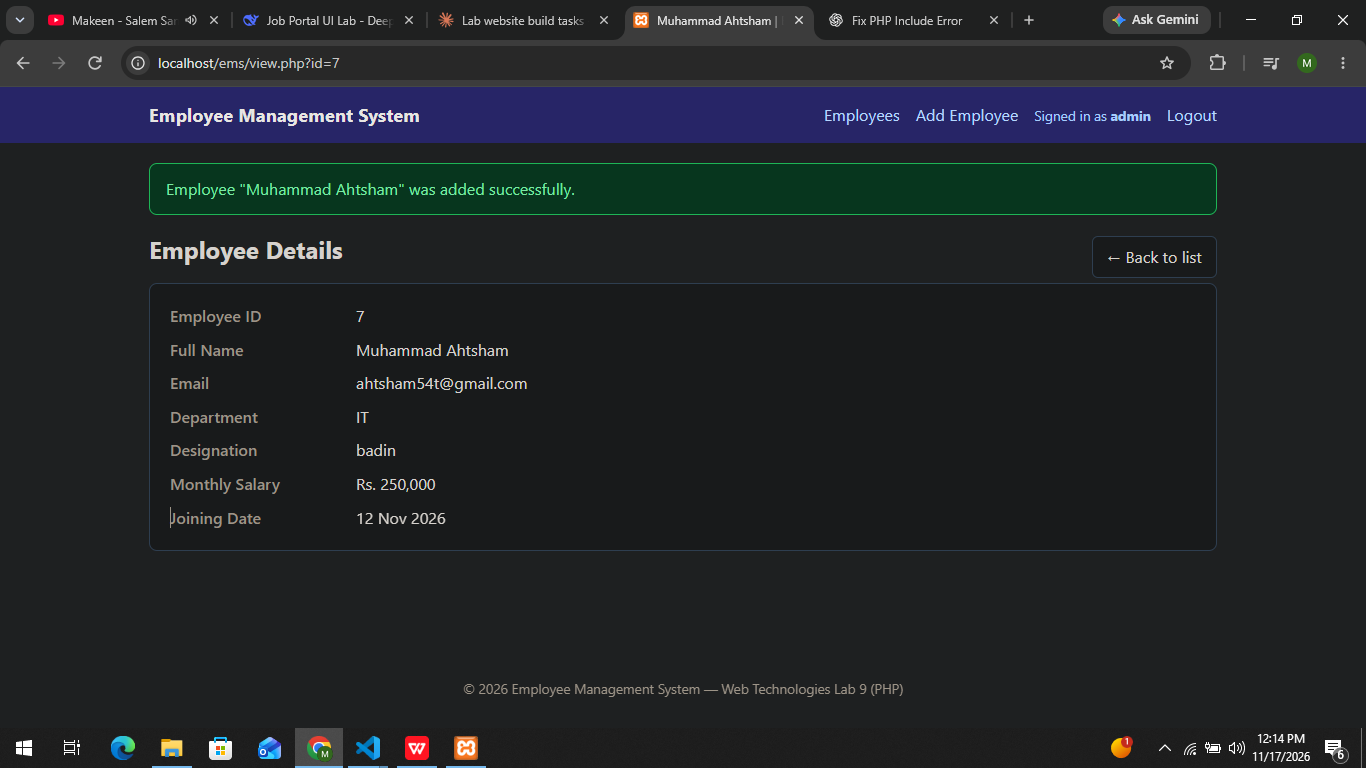 Makeen - Salem Sar
Job Portal UI Lab - Deep
Lab website build tasks
Muhammad Ahtsham |
Fix PHP Include Error
Ask Gemini
localhost/ems/view.php?id=7
M
Employee Management System
Employees
Add Employee
Signed in as admin
Logout
Employee "Muhammad Ahtsham" was added successfully.
Employee Details
← Back to list
Employee ID 7
Full Name Muhammad Ahtsham
Email ahtsham54t@gmail.com
Department IT
Designation badin
Monthly Salary Rs. 250,000
Joining Date 12 Nov 2026
© 2026 Employee Management System — Web Technologies Lab 9 (PHP)
M
W
1
12:14 PM
11/17/2026
6